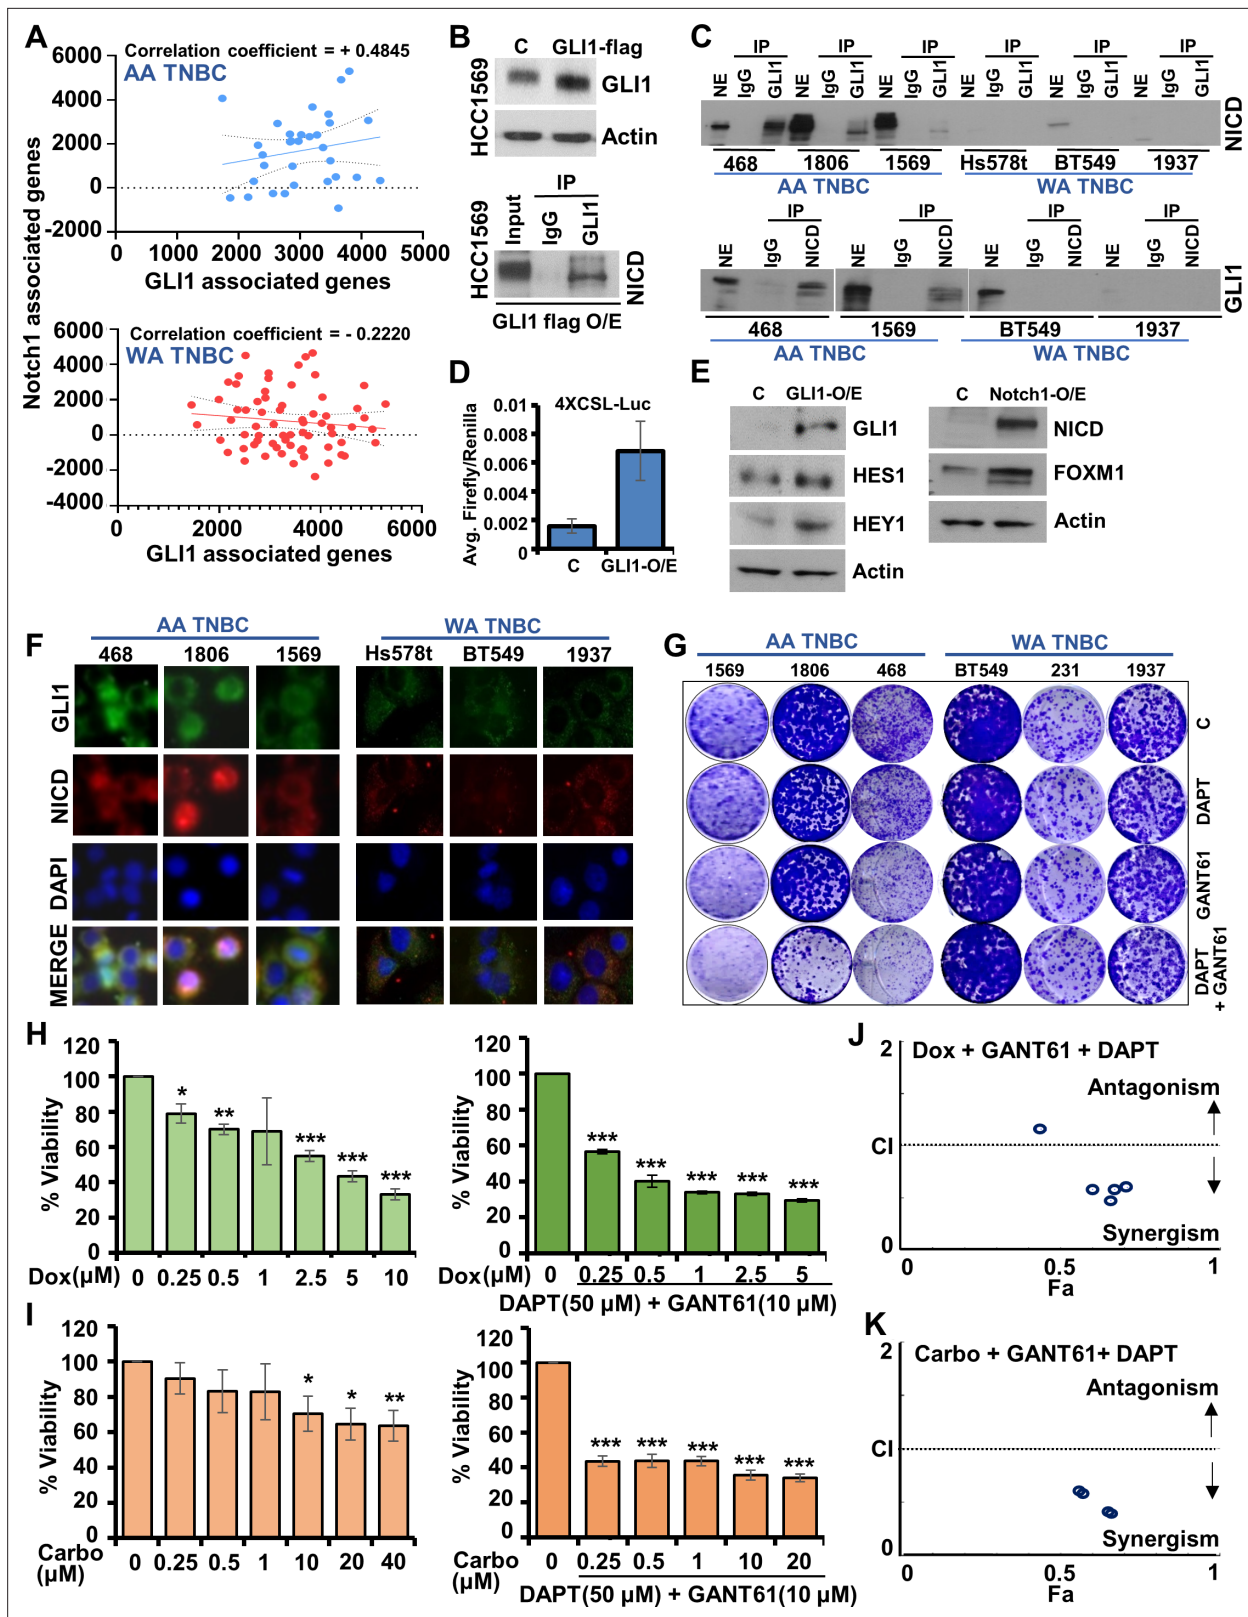 A
6000
4000
2000
0
-2000
Correlation coefficient = + 0.4845
AA TNBC
0 1000 2000 3000 4000 5000
GLI1 associated genes
Notch1 associated genes
6000
4000
2000
0
-2000
-4000
Correlation coefficient = - 0.2220
WA TNBC
0 2000 4000 6000
GLI1 associated genes
B
C GLI1-flag
HCC1569
GLI1
Actin
IP
Input IgG GLI1
HCC1569
NICD
GLI1 flag O/E
C
IP IP IP IP IP IP
NE IgG GLI1 NE IgG GLI1 NE IgG GLI1 NE IgG GLI1 NE IgG GLI1 NE IgG GLI1
NICD
468 1806 1569 Hs578t BT549 1937
AA TNBC WA TNBC
IP IP IP IP
NE IgG NICD NE IgG NICD NE IgG NICD NE IgG NICD
GLI1
468 1569 BT549 1937
AA TNBC WA TNBC
D
4XCSL-Luc
Avg. Firefly/Renilla
0.01
0.008
0.006
0.004
0.002
0
C GLI1-O/E
E
C GLI1-O/E
GLI1
HES1
HEY1
Actin
C Notch1-O/E
NICD
FOXM1
Actin
F
AA TNBC WA TNBC
468 1806 1569 Hs578t BT549 1937
GLI1
NICD
DAPI
MERGE
G
AA TNBC WA TNBC
1569 1806 468 BT549 231 1937
C
DAPT
GANT61
DAPT
+ GANT61
H
% Viability
120
100
80
60
40
20
0
* ** *** *** ***
Dox(µM) 0 0.25 0.5 1 2.5 5 10
% Viability
120
100
80
60
40
20
0
*** *** *** *** ***
Dox(µM) 0 0.25 0.5 1 2.5 5
DAPT(50 µM) + GANT61(10 µM)
I
% Viability
120
100
80
60
40
20
0
* * **
Carbo 0 0.25 0.5 1 10 20 40
(µM)
% Viability
120
100
80
60
40
20
0
*** *** *** *** ***
Carbo 0 0.25 0.5 1 10 20
(µM)
DAPT(50 µM) + GANT61(10 µM)
J
2
Dox + GANT61 + DAPT
Antagonism
CI
Synergism
0
0 0.5 1
Fa
K
2
Carbo + GANT61+ DAPT
Antagonism
CI
Synergism
0
0 0.5 1
Fa